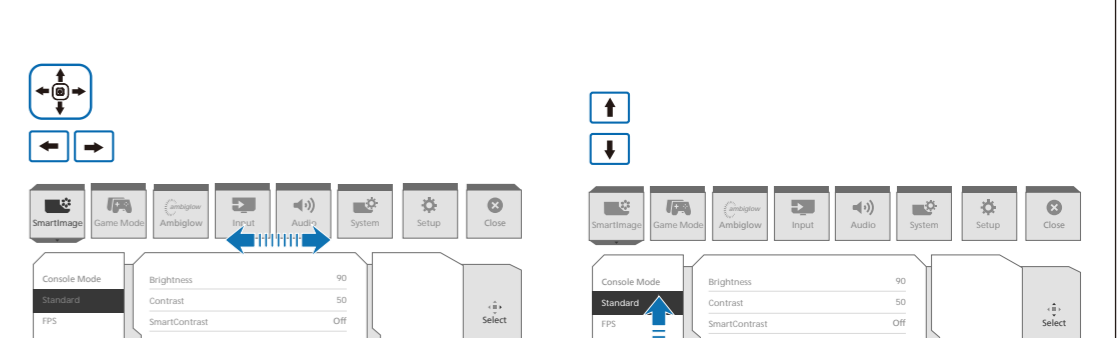 SmartImage Game Mode ambiglow Ambiglow Input Audio System Setup Close
Console Mode Brightness 90
Standard Contrast 50
FPS SmartContrast Off Select
SmartImage Game Mode ambiglow Ambiglow Input Audio System Setup Close
Console Mode Brightness 90
Standard Contrast 50
FPS SmartContrast Off Select